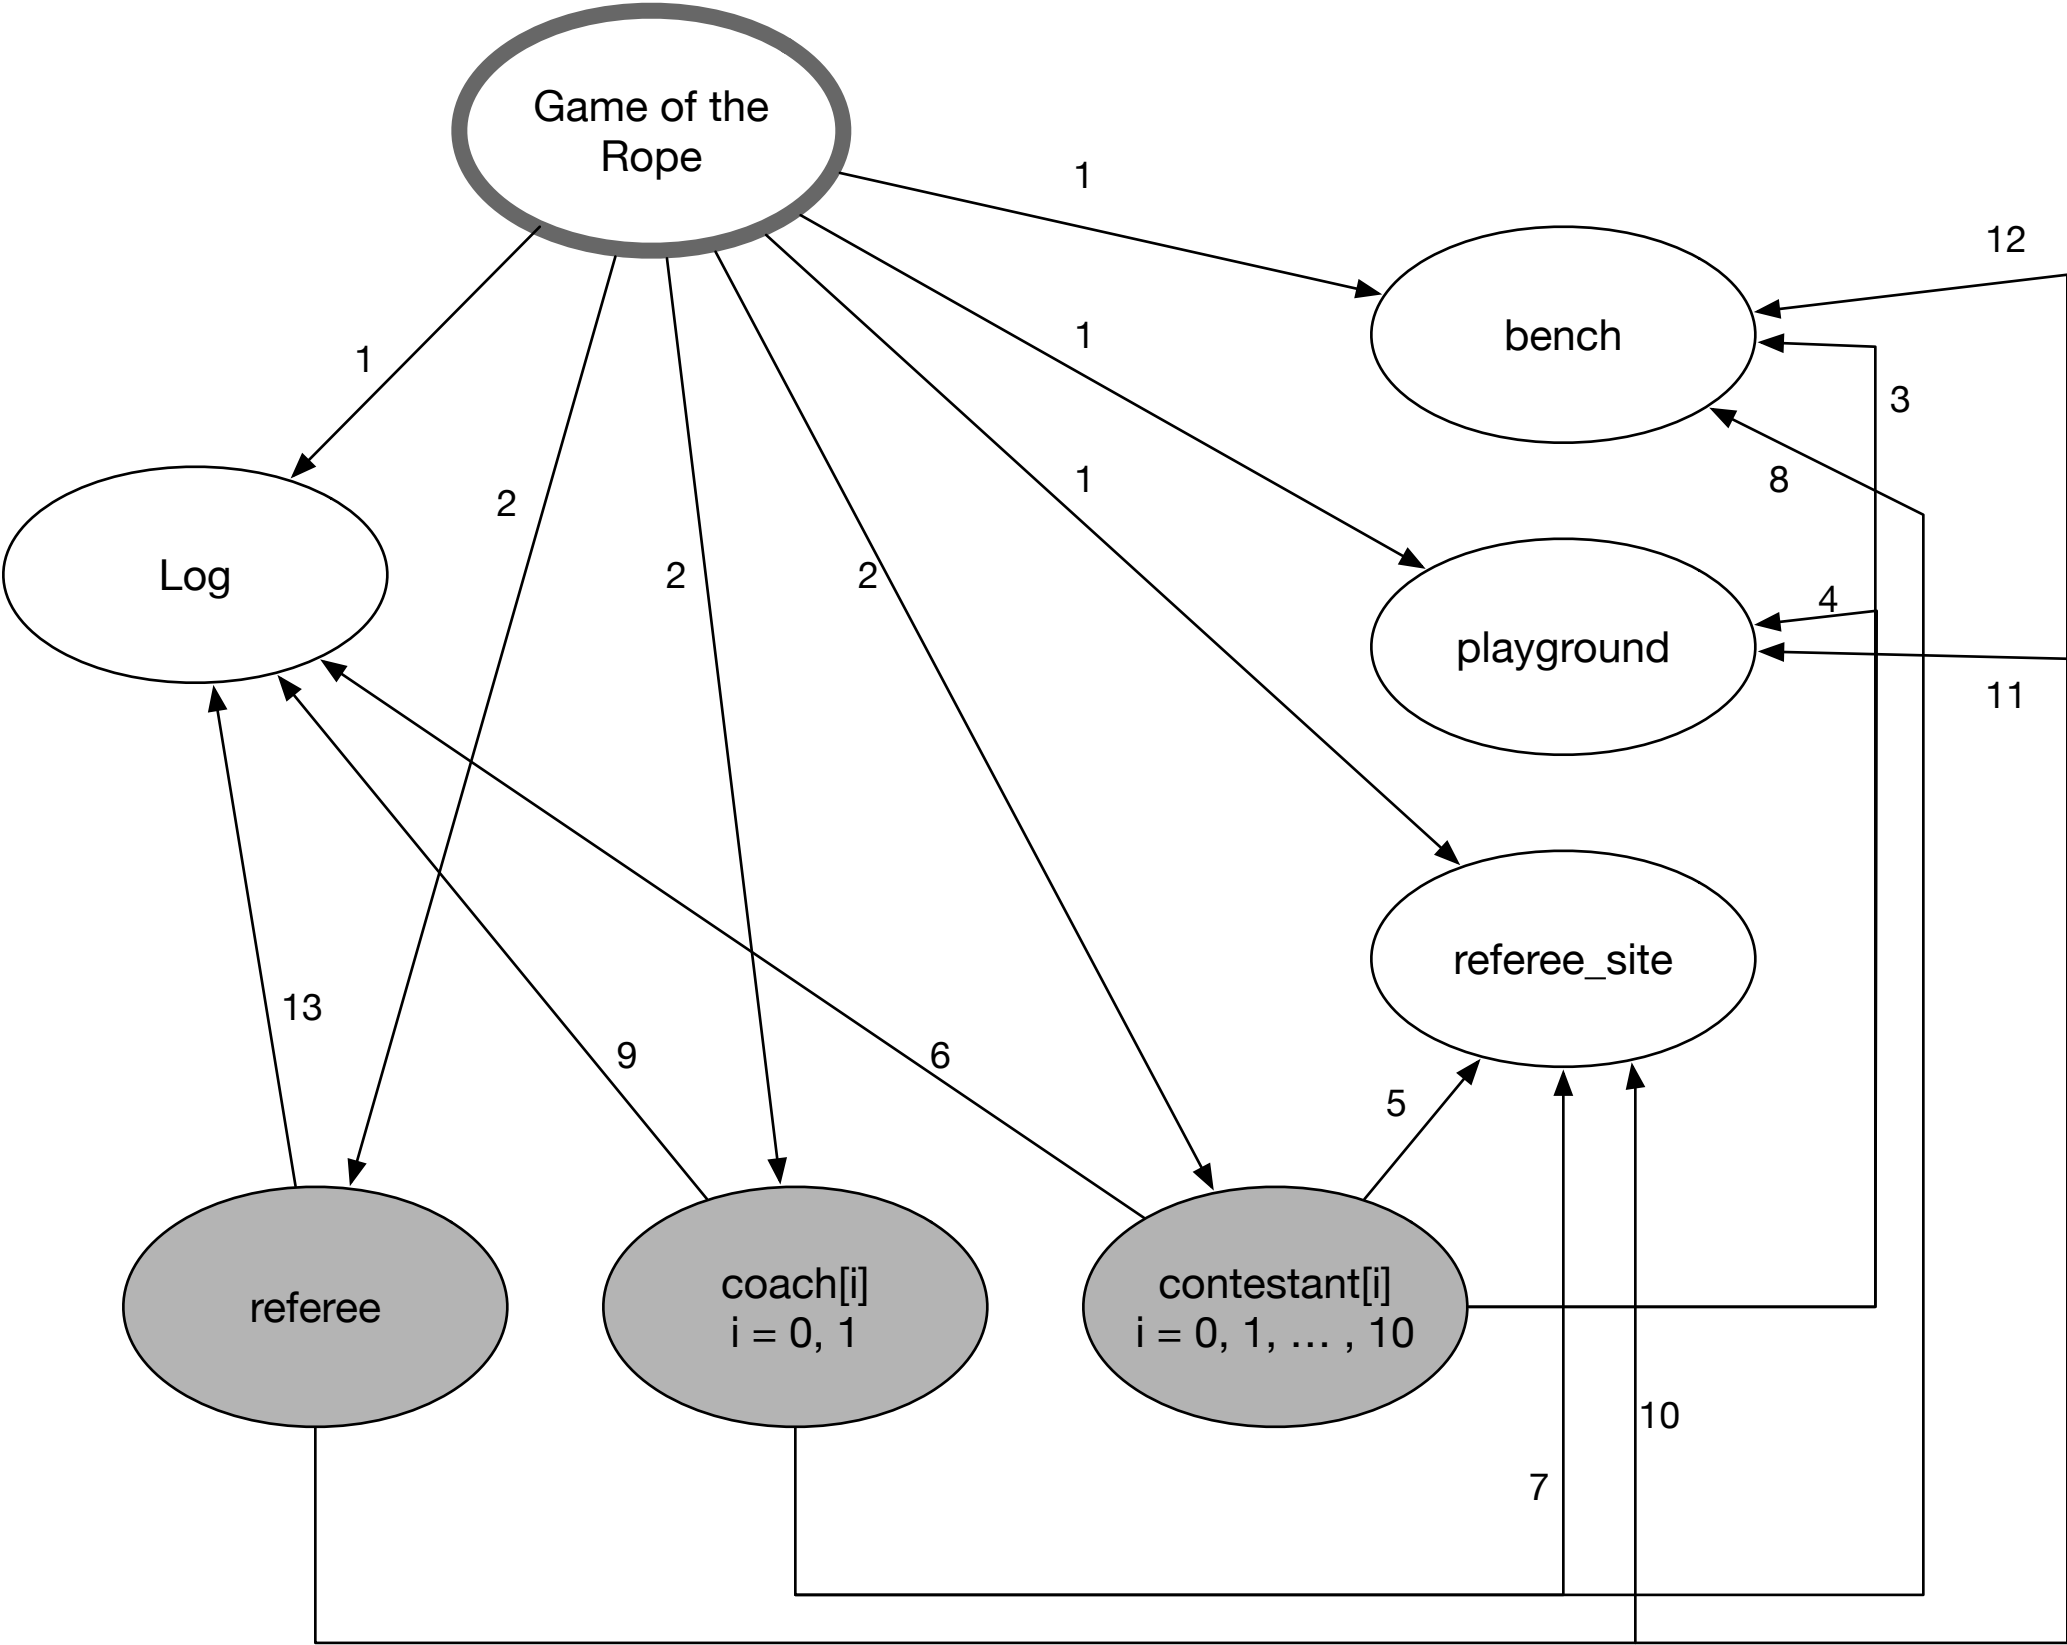 Game of the
Rope
1
1
12
bench
1
1
3
8
2
Log
2
2
4
playground
11
referee_site
13
9
6
5
coach[i]
i = 0, 1
contestant[i]
i = 0, 1, ... , 10
referee
10
7